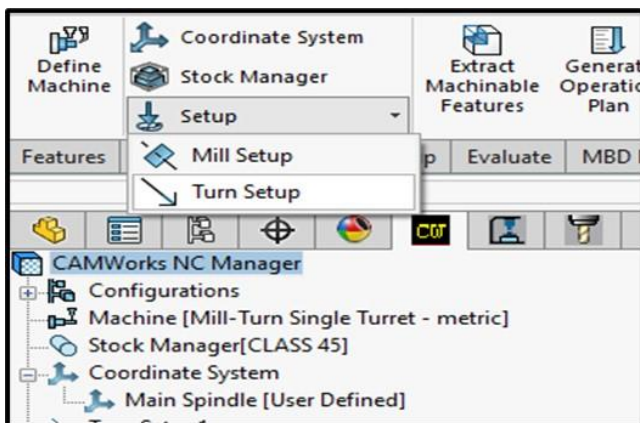 Define
Machine
Coordinate System
Stock Manager
Setup
Extract
Machinable
Features
Generat
Operatio
Plan
Mill Setup
Turn Setup
Features
p
Evaluate
MBD
CW
CAMWorks NC Manager
Configurations
Machine [Mill-Turn Single Turret - metric]
Stock Manager[CLASS 45]
Coordinate System
Main Spindle [User Defined]